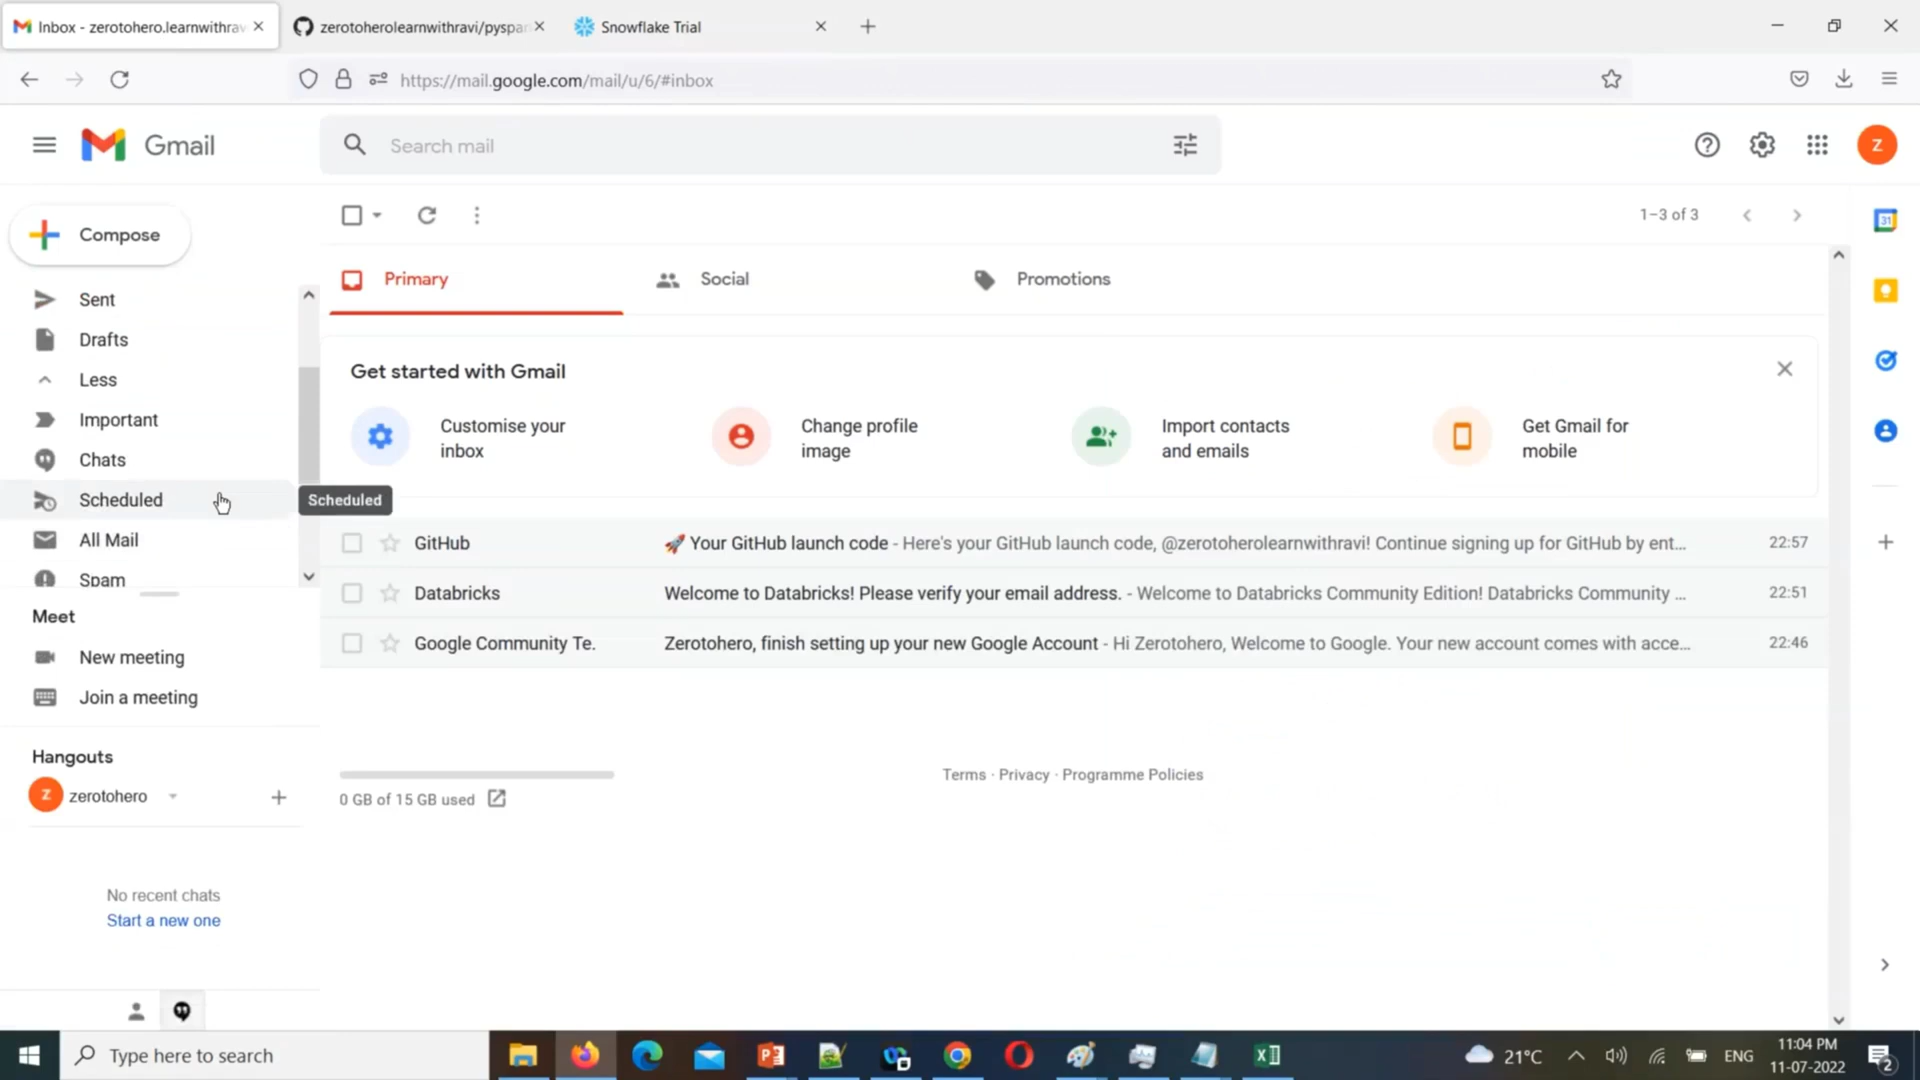 Inbox - zerotohero.learnwithrav
zerotoherolearnwithravi/pyspar
Snowflake Trial
https://mail.google.com/mail/u/6/#inbox
Gmail
Search mail
Z
Compose
1–3 of 3
31
Sent
Drafts
Less
Important
Chats
Scheduled
All Mail
Spam
Primary
Social
Promotions
Get started with Gmail
Customise your
inbox
Change profile
image
Import contacts
and emails
Get Gmail for
mobile
Scheduled
GitHub 🚀 Your GitHub launch code - Here's your GitHub launch code, @zerotoherolearnwithravi! Continue signing up for GitHub by ent... 22:57
Databricks Welcome to Databricks! Please verify your email address. - Welcome to Databricks Community Edition! Databricks Community ... 22:51
Google Community Te. Zerotohero, finish setting up your new Google Account - Hi Zerotohero, Welcome to Google. Your new account comes with acce... 22:46
Meet
New meeting
Join a meeting
Hangouts
Z zerotohero
No recent chats
Start a new one
0 GB of 15 GB used
Terms · Privacy · Programme Policies
Type here to search
21°C
ENG
11:04 PM
11-07-2022
2